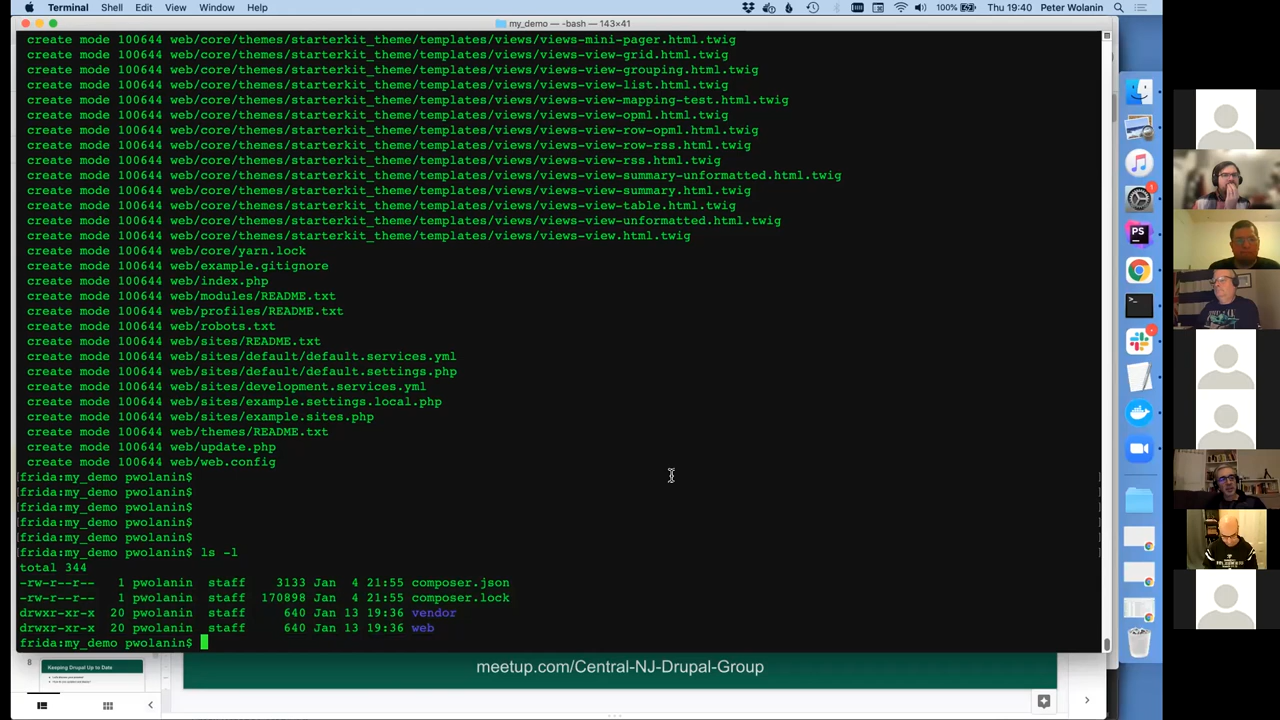 Terminal Shell Edit View Window Help 100% Thu 19:40 Peter Wolanin
my_demo — -bash — 143×41
create mode 100644 web/core/themes/starterkit_theme/templates/views/views-mini-pager.html.twig
create mode 100644 web/core/themes/starterkit_theme/templates/views/views-view-grid.html.twig
create mode 100644 web/core/themes/starterkit_theme/templates/views/views-view-grouping.html.twig
create mode 100644 web/core/themes/starterkit_theme/templates/views/views-view-list.html.twig
create mode 100644 web/core/themes/starterkit_theme/templates/views/views-view-mapping-test.html.twig
create mode 100644 web/core/themes/starterkit_theme/templates/views/views-view-opml.html.twig
create mode 100644 web/core/themes/starterkit_theme/templates/views/views-view-row-opml.html.twig
create mode 100644 web/core/themes/starterkit_theme/templates/views/views-view-row-rss.html.twig
create mode 100644 web/core/themes/starterkit_theme/templates/views/views-view-rss.html.twig
create mode 100644 web/core/themes/starterkit_theme/templates/views/views-view-summary-unformatted.html.twig
create mode 100644 web/core/themes/starterkit_theme/templates/views/views-view-summary.html.twig
create mode 100644 web/core/themes/starterkit_theme/templates/views/views-view-table.html.twig
create mode 100644 web/core/themes/starterkit_theme/templates/views/views-view-unformatted.html.twig
create mode 100644 web/core/themes/starterkit_theme/templates/views/views-view.html.twig
create mode 100644 web/core/yarn.lock
create mode 100644 web/example.gitignore
create mode 100644 web/index.php
create mode 100644 web/modules/README.txt
create mode 100644 web/profiles/README.txt
create mode 100644 web/robots.txt
create mode 100644 web/sites/README.txt
create mode 100644 web/sites/default/default.services.yml
create mode 100644 web/sites/default/default.settings.php
create mode 100644 web/sites/development.services.yml
create mode 100644 web/sites/example.settings.local.php
create mode 100644 web/sites/example.sites.php
create mode 100644 web/themes/README.txt
create mode 100644 web/update.php
create mode 100644 web/web.config
[frida:my_demo pwolanin$ ]
[frida:my_demo pwolanin$ ]
[frida:my_demo pwolanin$ ]
[frida:my_demo pwolanin$ ]
[frida:my_demo pwolanin$ ]
[frida:my_demo pwolanin$ ls -l ]
total 344
-rw-r--r-- 1 pwolanin staff 3133 Jan 4 21:55 composer.json
-rw-r--r-- 1 pwolanin staff 170898 Jan 4 21:55 composer.lock
drwxr-xr-x 20 pwolanin staff 640 Jan 13 19:36 vendor
drwxr-xr-x 20 pwolanin staff 640 Jan 13 19:36 web
frida:my_demo pwolanin$
8
Keeping Drupal Up to Date
meetup.com/Central-NJ-Drupal-Group
PS
1